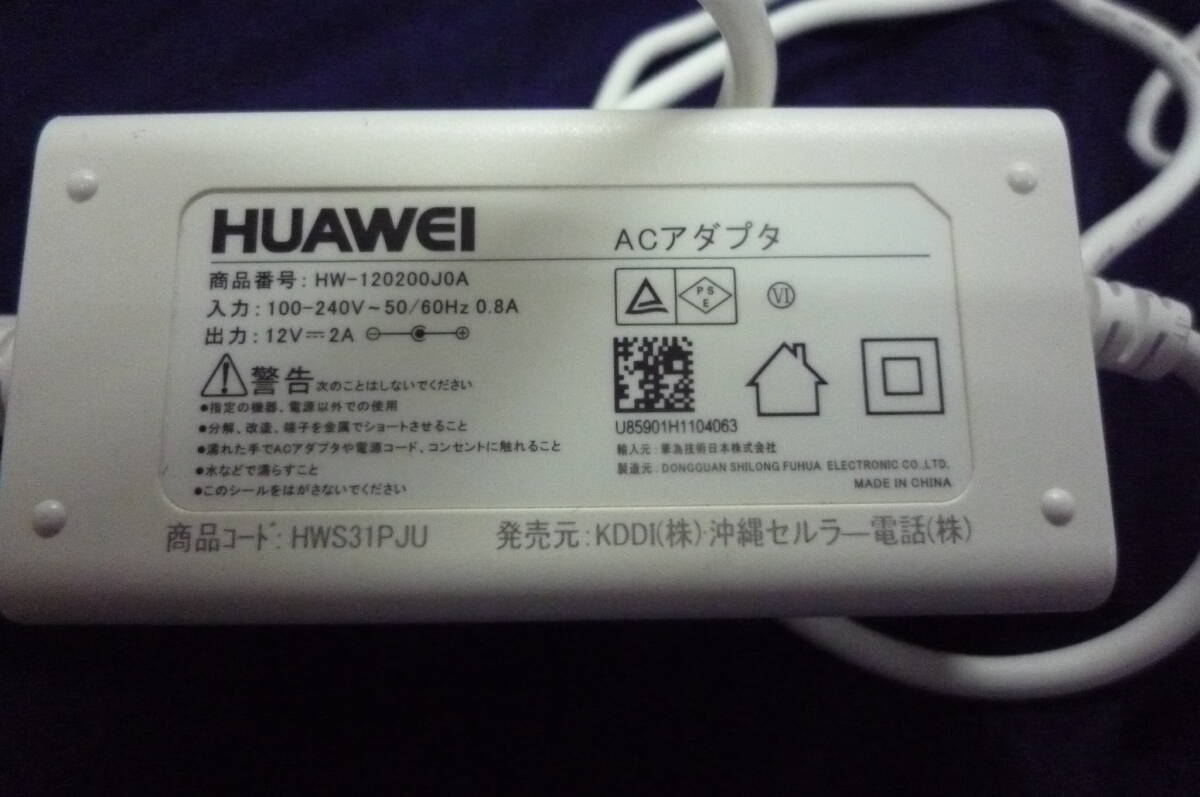 HUAWEI
ACアダプタ
商品番号: HW-120200J0A
入力: 100-240V~50/60Hz 0.8A
出力: 12V⎓2A
PS
E
VI
警告 次のことはしないでください
●指定の機器、電源以外での使用
●分解、改造、端子を金属でショートさせること
●濡れた手でACアダプタや電源コード、コンセントに触れること
●水などで濡らすこと
●このシールをはがさないでください
U85901H1104063
輸入元: 華為技術日本株式会社
製造元: DONGGUAN SHILONG FUHUA ELECTRONIC CO.,LTD.
MADE IN CHINA
商品コード: HWS31PJU
発売元: KDDI(株)·沖縄セルラー電話(株)